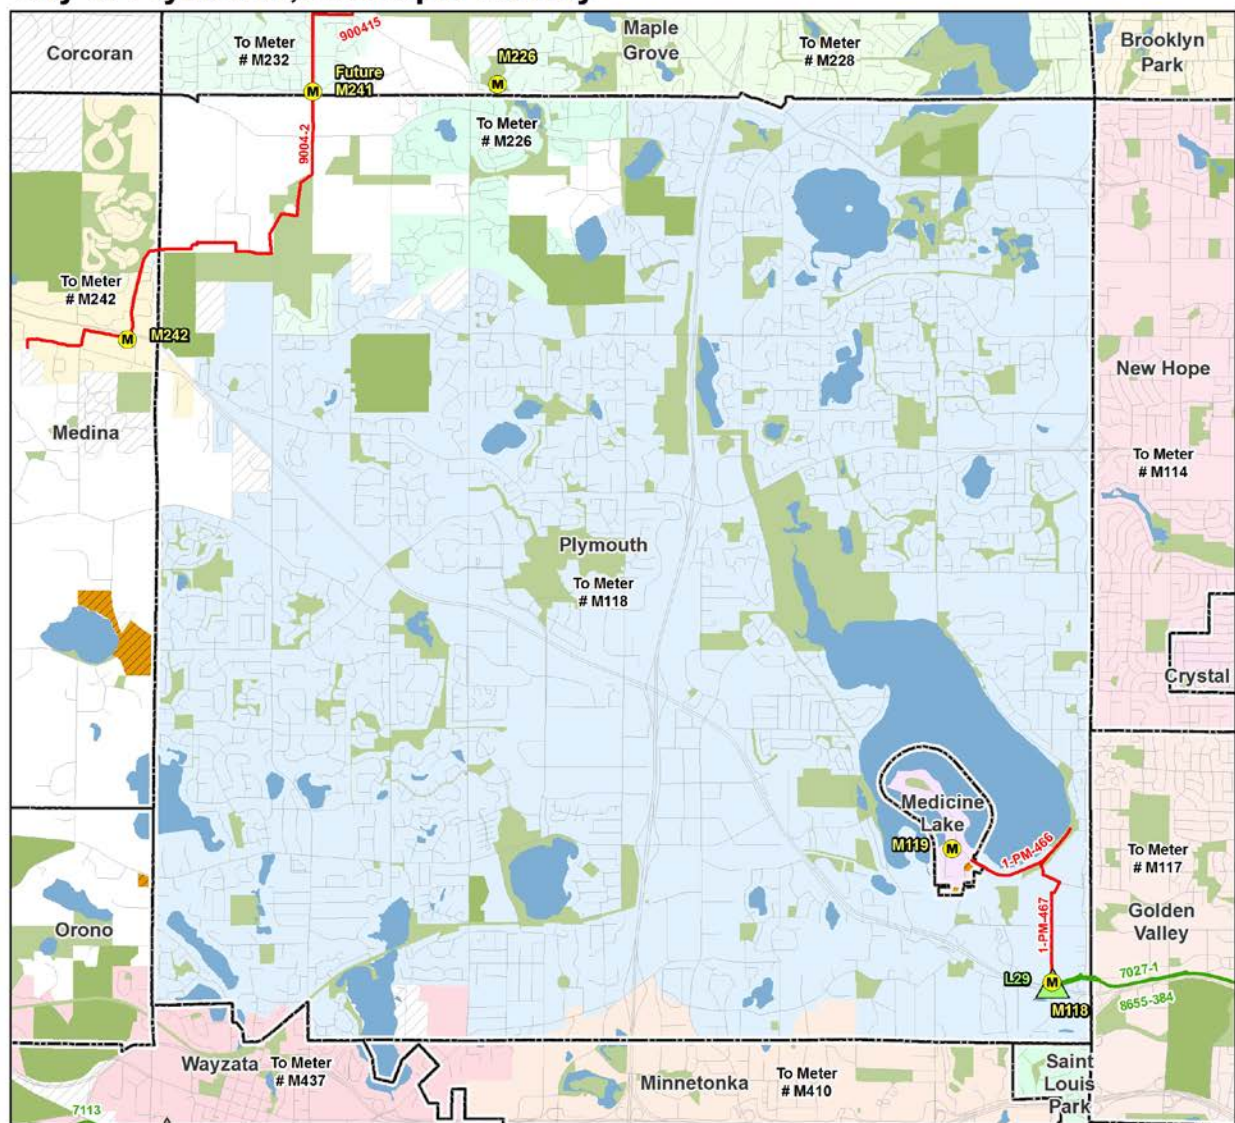 Corcoran
To Meter
# M232
900415
Future
M241
M226
Maple
Grove
To Meter
# M228
Brooklyn
Park
9004-2
To Meter
# M226
To Meter
# M242
M
M242
Medina
New Hope
To Meter
# M114
Plymouth
To Meter
# M118
Crystal
Medicine
Lake
M119
M
1-PM-466
To Meter
# M117
Golden
Valley
Orono
1-PM-467
L29
M
M118
7027-1
8655-384
Wayzata
To Meter
# M437
Minnetonka
To Meter
# M410
Saint
Louis
Park
7113
M
M